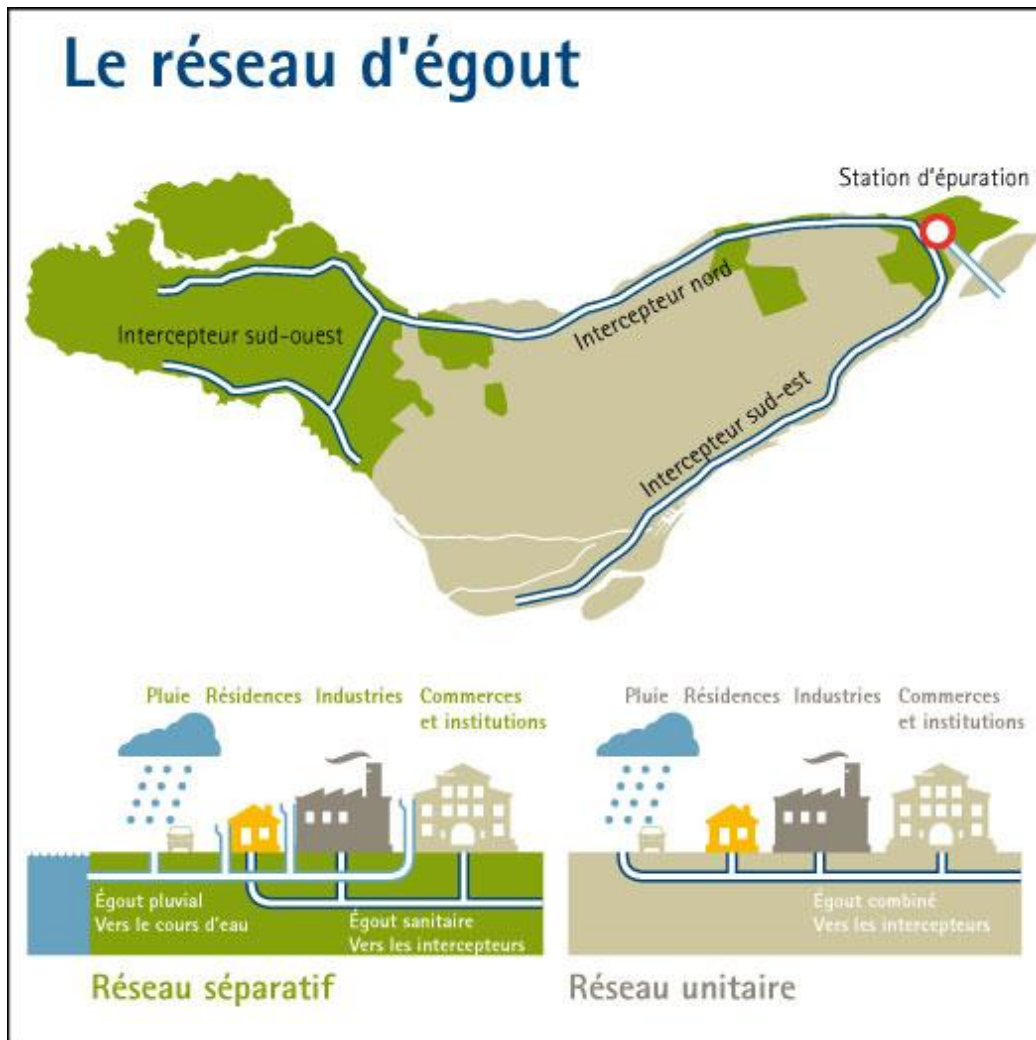 Le réseau d'égout
Station d'épuration
Intercepteur nord
Intercepteur sud-ouest
Intercepteur sud-est
Pluie Résidences Industries Commerces
et institutions
Égout pluvial
Vers le cours d'eau
Égout sanitaire
Vers les intercepteurs
Réseau séparatif
Pluie Résidences Industries Commerces
et institutions
Égout combiné
Vers les intercepteurs
Réseau unitaire